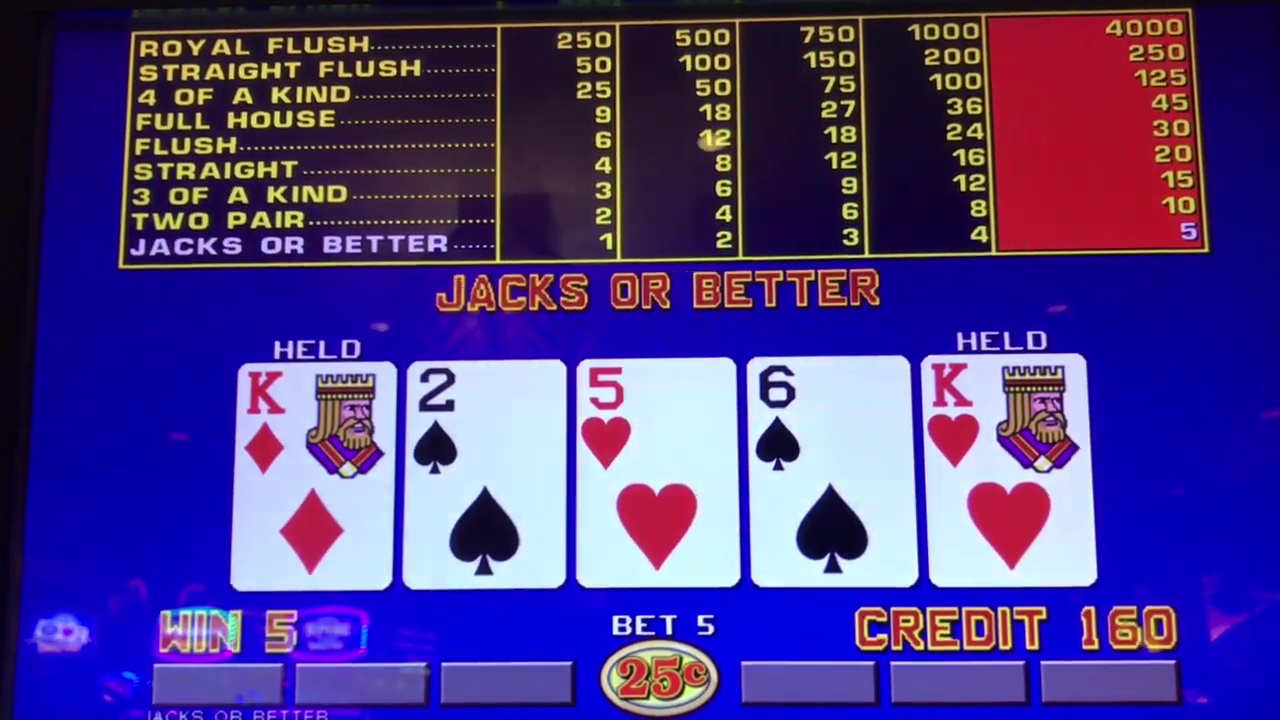 ROYAL FLUSH 250 500 750 1000 4000
STRAIGHT FLUSH 50 100 150 200 250
4 OF A KIND 25 50 75 100 125
FULL HOUSE 9 18 27 36 45
FLUSH 6 12 18 24 30
STRAIGHT 4 8 12 16 20
3 OF A KIND 3 6 9 12 15
TWO PAIR 2 4 6 8 10
JACKS OR BETTER 1 2 3 4 5
JACKS OR BETTER
HELD HELD
K 2 5 6 K
WIN 5 BET 5 CREDIT 160
25¢
JACKS OR BETTER